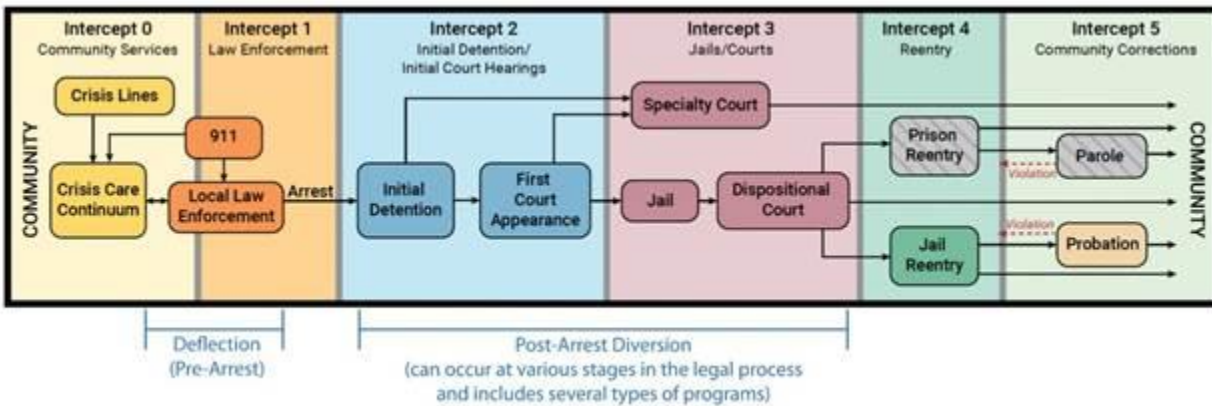 Intercept 0
Community Services
Intercept 1
Law Enforcement
Intercept 2
Initial Detention/
Initial Court Hearings
Intercept 3
Jails/Courts
Intercept 4
Reentry
Intercept 5
Community Corrections
COMMUNITY
Crisis Lines
911
Crisis Care
Continuum
Local Law
Enforcement
Arrest
Initial
Detention
First
Court
Appearance
Specialty Court
Jail
Dispositional
Court
Prison
Reentry
Violation
Parole
Jail
Reentry
Violation
Probation
COMMUNITY
Deflection
(Pre-Arrest)
Post-Arrest Diversion
(can occur at various stages in the legal process
and includes several types of programs)